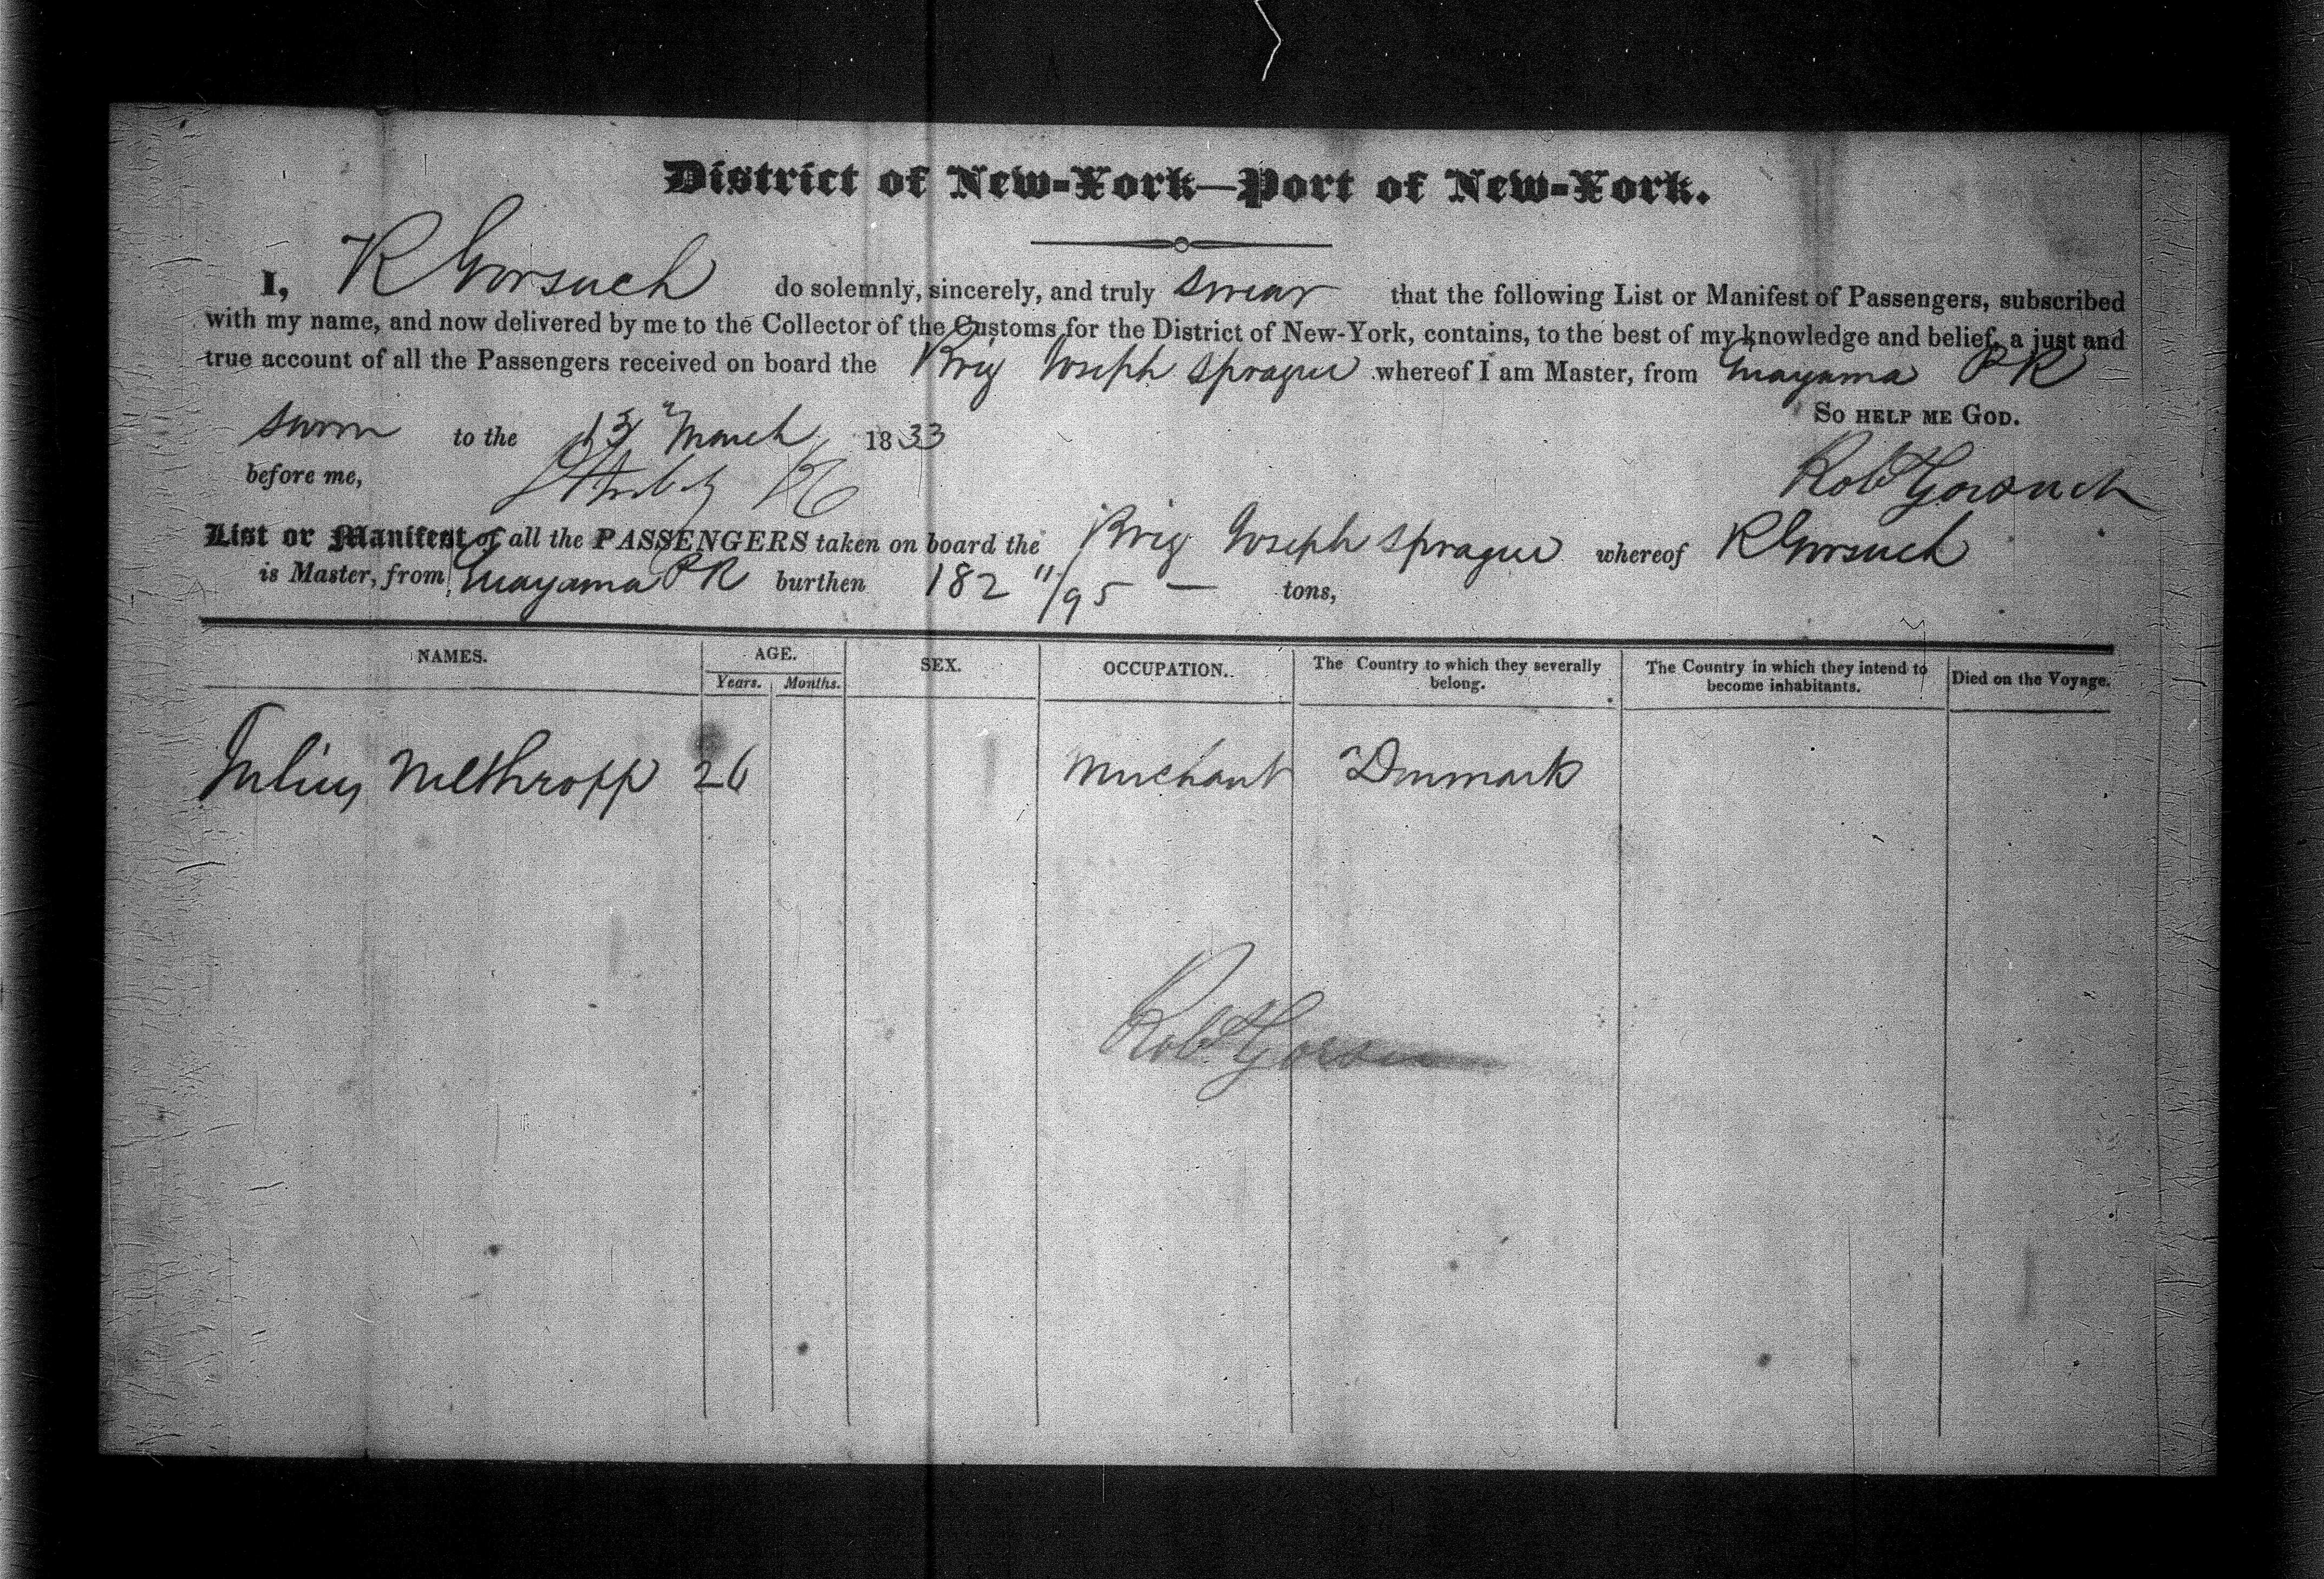 District of New-York—Port of New-York.
I, R Gorsuch do solemnly, sincerely, and truly swear that the following List or Manifest of Passengers, subscribed
with my name, and now delivered by me to the Collector of the Customs for the District of New-York, contains, to the best of my knowledge and belief, a just and
true account of all the Passengers received on board the Brig Joseph Sprague whereof I am Master, from Guayama PR
So help me God.
sworn to the 13 March 1833
before me,
Robt Gorsuch
List or Manifest of all the PASSENGERS taken on board the Brig Joseph Sprague whereof R Gorsuch
is Master, from Guayama PR burthen 182 11/95 — tons,
NAMES. AGE. SEX. OCCUPATION. The Country to which they severally belong. The Country in which they intend to become inhabitants. Died on the Voyage.
Years. Months.
Julius Nelthropp 26 Merchant Denmark
Robt Gorsu